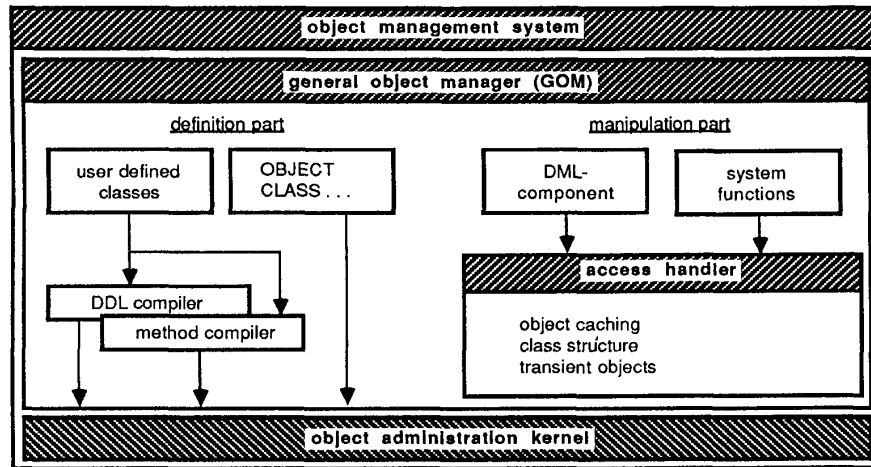 object management system
general object manager (GOM)
definition part
manipulation part
user defined
classes
OBJECT
CLASS . . .
DML-
component
system
functions
access handler
DDL compiler
method compiler
object caching
class structure
transient objects
object administration kernel